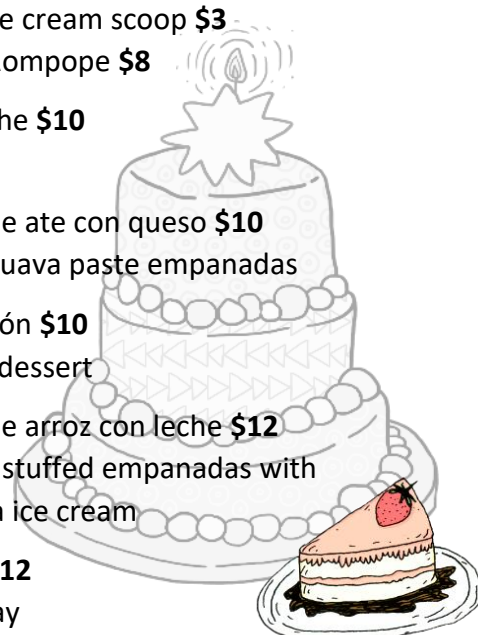 e cream scoop $3
ompope $8
he $10
e ate con queso $10
uava paste empanadas
ón $10
dessert
e arroz con leche $12
stuffed empanadas with
ice cream
12
ay